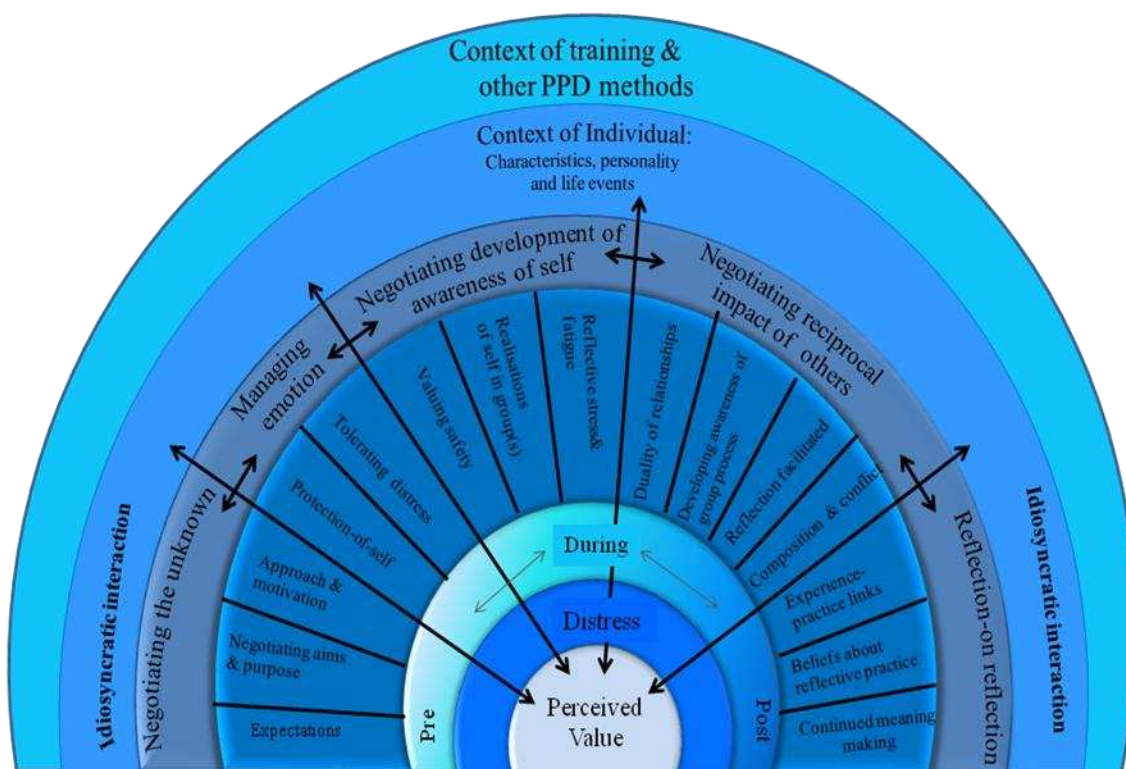 Context of training &
other PPD methods
Context of Individual:
Characteristics, personality
and life events
Idiosyncratic interaction
Negotiating the unknown
Managing
emotion
Negotiating development of
awareness of self
Negotiating reciprocal
impact of others
Reflection-on reflection
Idiosyncratic interaction
Expectations
Negotiating aims
& purpose
Approach &
motivation
Protection-of-self
Tolerating distress
Valuing safety
Realisations
of self in group(s)
Reflective stress&
fatigue
Duality of relationships
Developing awareness of
group process
Reflection facilitated
Composition & conflict
Experience-
practice links
Beliefs about
reflective practice
Continued meaning
making
Pre
During
Post
Distress
Perceived
Value